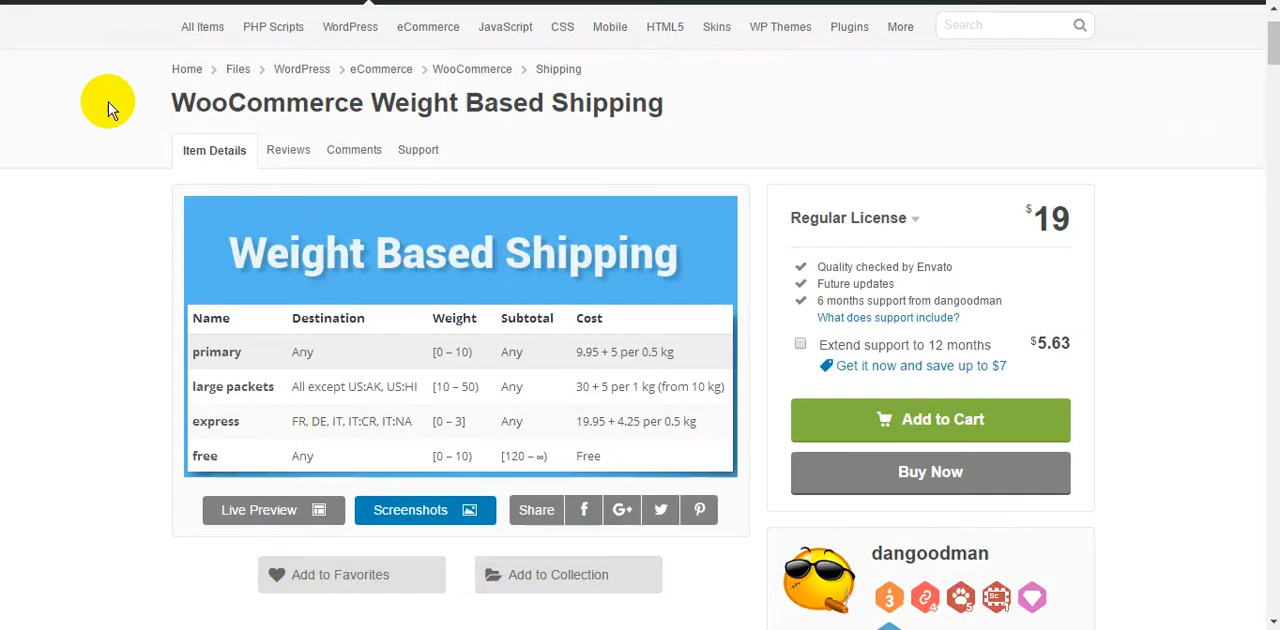 All Items PHP Scripts WordPress eCommerce JavaScript CSS Mobile HTML5 Skins WP Themes Plugins More Search
Home Files WordPress eCommerce WooCommerce Shipping
WooCommerce Weight Based Shipping
Item Details Reviews Comments Support
Weight Based Shipping
Name Destination Weight Subtotal Cost
primary Any [0 – 10) Any 9.95 + 5 per 0.5 kg
large packets All except US:AK, US:HI [10 – 50) Any 30 + 5 per 1 kg (from 10 kg)
express FR, DE, IT, IT:CR, IT:NA [0 – 3] Any 19.95 + 4.25 per 0.5 kg
free Any [0 – 10) [120 – ∞) Free
Live Preview Screenshots Share f G+
Add to Favorites Add to Collection
Regular License $19
Quality checked by Envato
Future updates
6 months support from dangoodman
What does support include?
Extend support to 12 months $5.63
Get it now and save up to $7
Add to Cart
Buy Now
dangoodman
3 4 5 SC 1